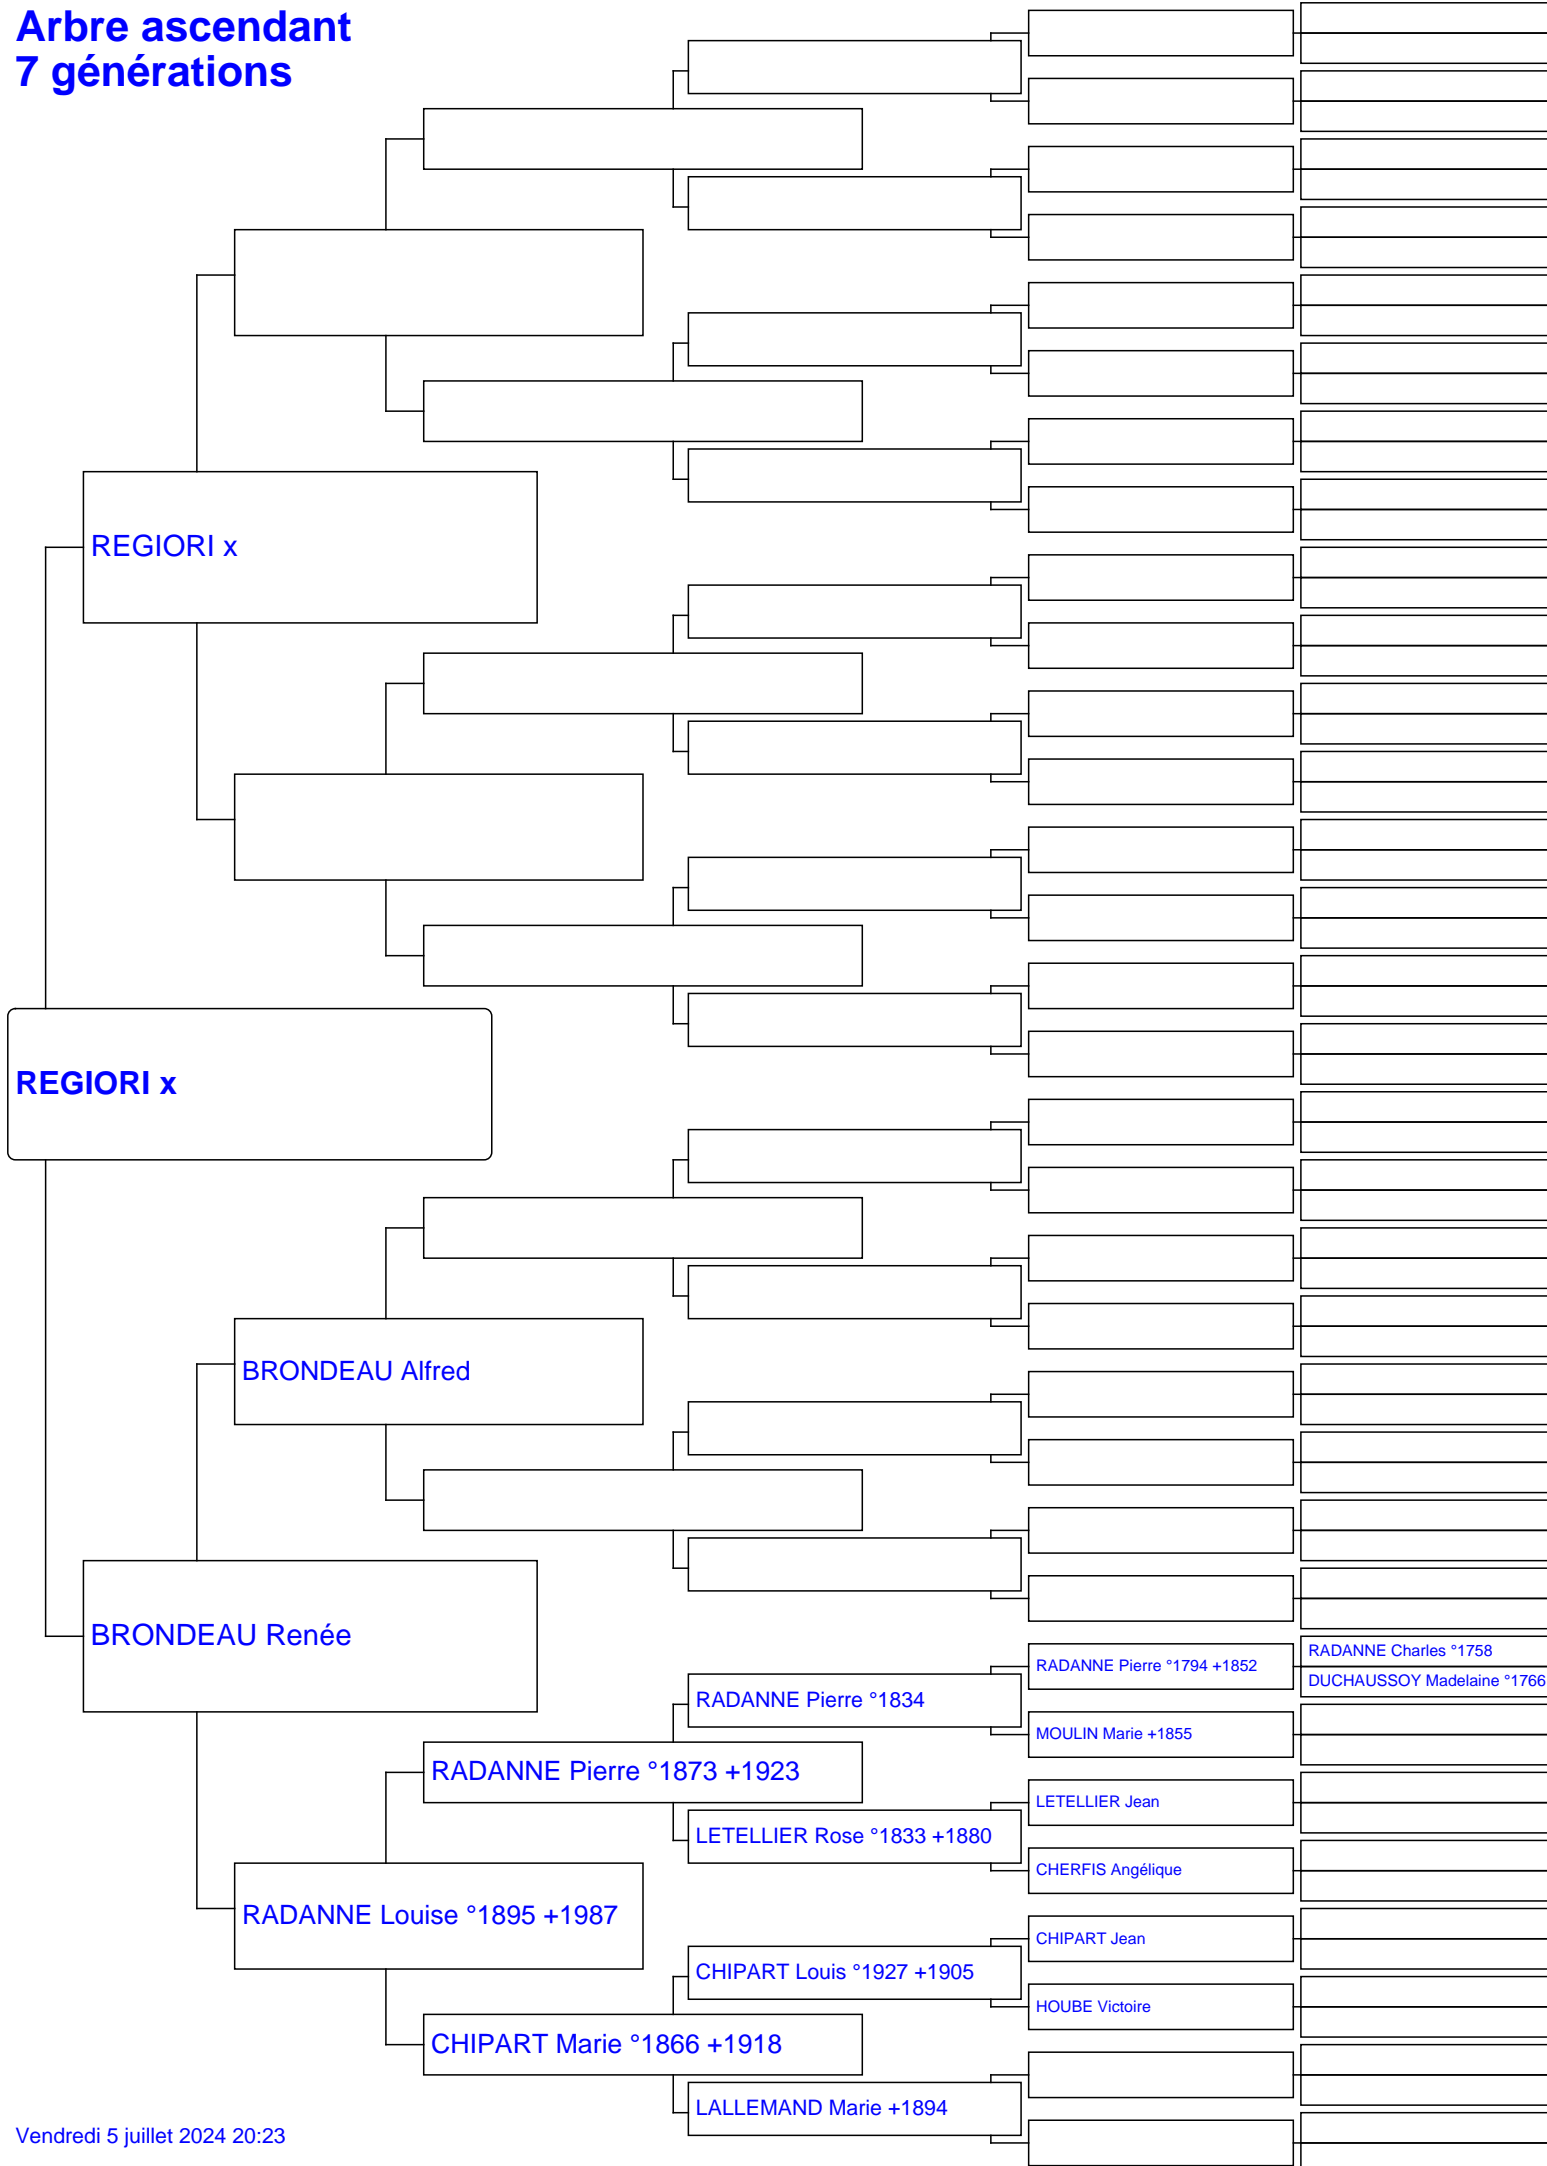 Arbre ascendant
7 générations
REGIORI x
REGIORI x
BRONDEAU Alfred
BRONDEAU Renée
RADANNE Charles °1758
RADANNE Pierre °1794 +1852
DUCHAUSSOY Madelaine °1766
RADANNE Pierre °1834
MOULIN Marie +1855
RADANNE Pierre °1873 +1923
LETELLIER Jean
LETELLIER Rose °1833 +1880
CHERFIS Angélique
RADANNE Louise °1895 +1987
CHIPART Jean
CHIPART Louis °1927 +1905
HOUBE Victoire
CHIPART Marie °1866 +1918
LALLEMAND Marie +1894
Vendredi 5 juillet 2024 20:23